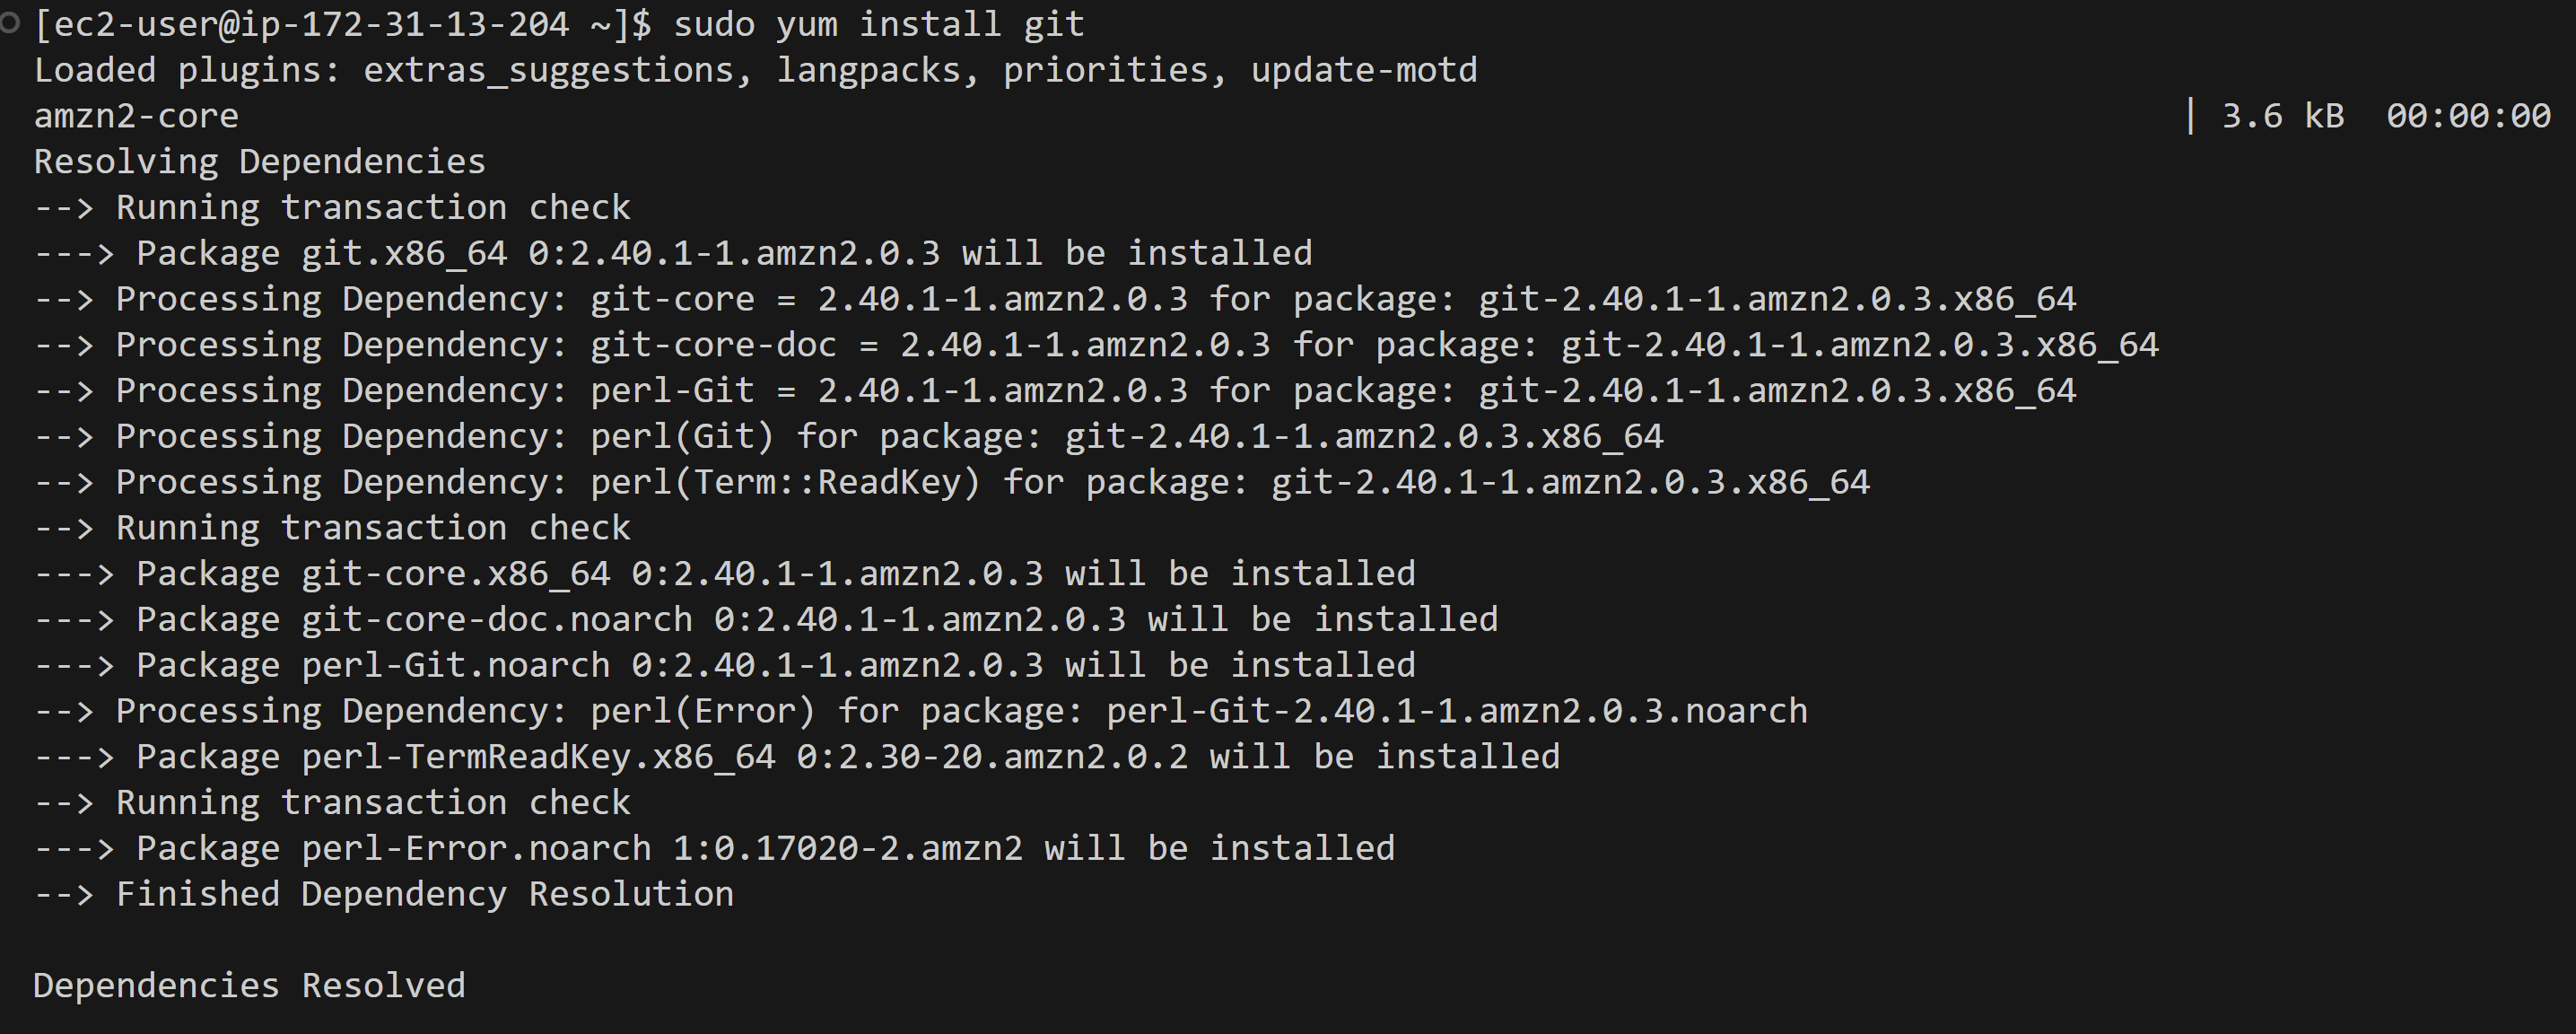 [ec2-user@ip-172-31-13-204 ~]$ sudo yum install git
Loaded plugins: extras_suggestions, langpacks, priorities, update-motd
amzn2-core | 3.6 kB 00:00:00
Resolving Dependencies
--> Running transaction check
---> Package git.x86_64 0:2.40.1-1.amzn2.0.3 will be installed
--> Processing Dependency: git-core = 2.40.1-1.amzn2.0.3 for package: git-2.40.1-1.amzn2.0.3.x86_64
--> Processing Dependency: git-core-doc = 2.40.1-1.amzn2.0.3 for package: git-2.40.1-1.amzn2.0.3.x86_64
--> Processing Dependency: perl-Git = 2.40.1-1.amzn2.0.3 for package: git-2.40.1-1.amzn2.0.3.x86_64
--> Processing Dependency: perl(Git) for package: git-2.40.1-1.amzn2.0.3.x86_64
--> Processing Dependency: perl(Term::ReadKey) for package: git-2.40.1-1.amzn2.0.3.x86_64
--> Running transaction check
---> Package git-core.x86_64 0:2.40.1-1.amzn2.0.3 will be installed
---> Package git-core-doc.noarch 0:2.40.1-1.amzn2.0.3 will be installed
---> Package perl-Git.noarch 0:2.40.1-1.amzn2.0.3 will be installed
--> Processing Dependency: perl(Error) for package: perl-Git-2.40.1-1.amzn2.0.3.noarch
---> Package perl-TermReadKey.x86_64 0:2.30-20.amzn2.0.2 will be installed
--> Running transaction check
---> Package perl-Error.noarch 1:0.17020-2.amzn2 will be installed
--> Finished Dependency Resolution
Dependencies Resolved